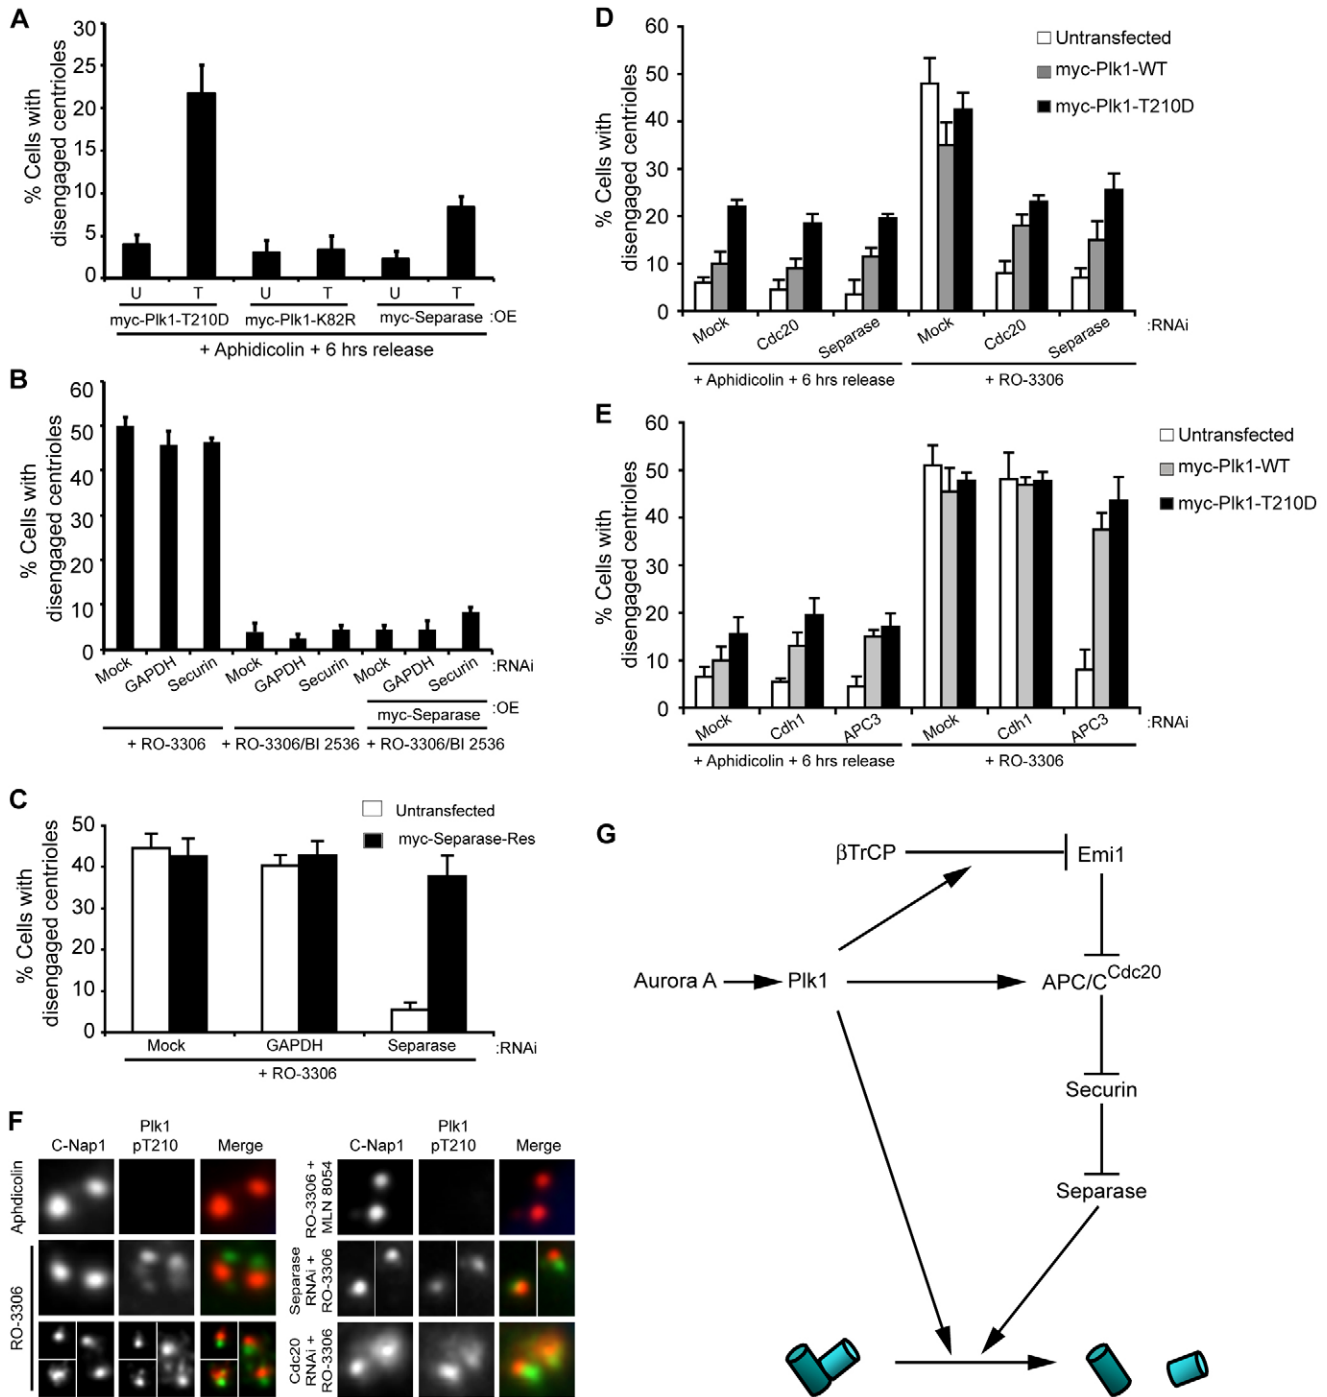 A
% Cells with
disengaged centrioles
30
25
20
15
10
5
0
U T U T U T
myc-Plk1-T210D myc-Plk1-K82R myc-Separase :OE
+ Aphidicolin + 6 hrs release
B
% Cells with
disengaged centrioles
60
50
40
30
20
10
0
Mock GAPDH Securin Mock GAPDH Securin Mock GAPDH Securin :RNAi
myc-Separase :OE
+ RO-3306 + RO-3306/BI 2536 + RO-3306/BI 2536
C
% Cells with
disengaged centrioles
Untransfected
myc-Separase-Res
50
40
30
20
10
0
Mock GAPDH Separase :RNAi
+ RO-3306
D
% Cells with
disengaged centrioles
Untransfected
myc-Plk1-WT
myc-Plk1-T210D
60
50
40
30
20
10
0
Mock Cdc20 Separase Mock Cdc20 Separase :RNAi
+ Aphidicolin + 6 hrs release + RO-3306
E
% Cells with
disengaged centrioles
Untransfected
myc-Plk1-WT
myc-Plk1-T210D
60
50
40
30
20
10
0
Mock Cdh1 APC3 Mock Cdh1 APC3 :RNAi
+ Aphidicolin + 6 hrs release + RO-3306
F
C-Nap1 Plk1 pT210 Merge
Aphdicolin
RO-3306
C-Nap1 Plk1 pT210 Merge
RO-3306 +
MLN 8054
Separase
RNAi +
RO-3306
Cdc20
RNAi +
RO-3306
G
βTrCP Emi1
Aurora A Plk1 APC/C^Cdc20
Securin
Separase